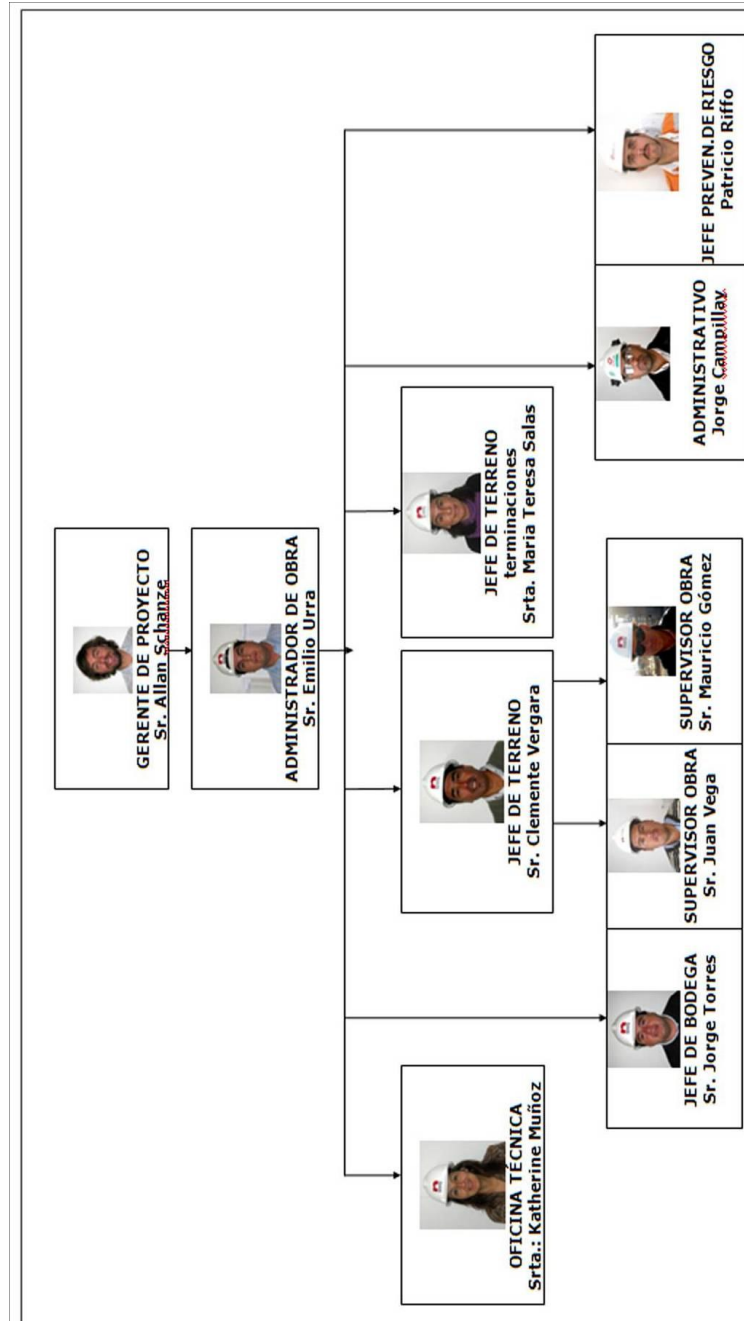 GERENTE DE PROYECTO
Sr. Allan Schanze
ADMINISTRADOR DE OBRA
Sr. Emilio Urra
OFICINA TÉCNICA
Srta.: Katherine Muñoz
JEFE DE TERRENO
Sr. Clemente Vergara
JEFE DE TERRENO
terminaciones
Srta. Maria Teresa Salas
JEFE DE BODEGA
Sr. Jorge Torres
SUPERVISOR OBRA
Sr. Juan Vega
SUPERVISOR OBRA
Sr. Mauricio Gómez
ADMINISTRATIVO
Jorge Campillay
JEFE PREVEN.DE RIESGO
Patricio Riffo